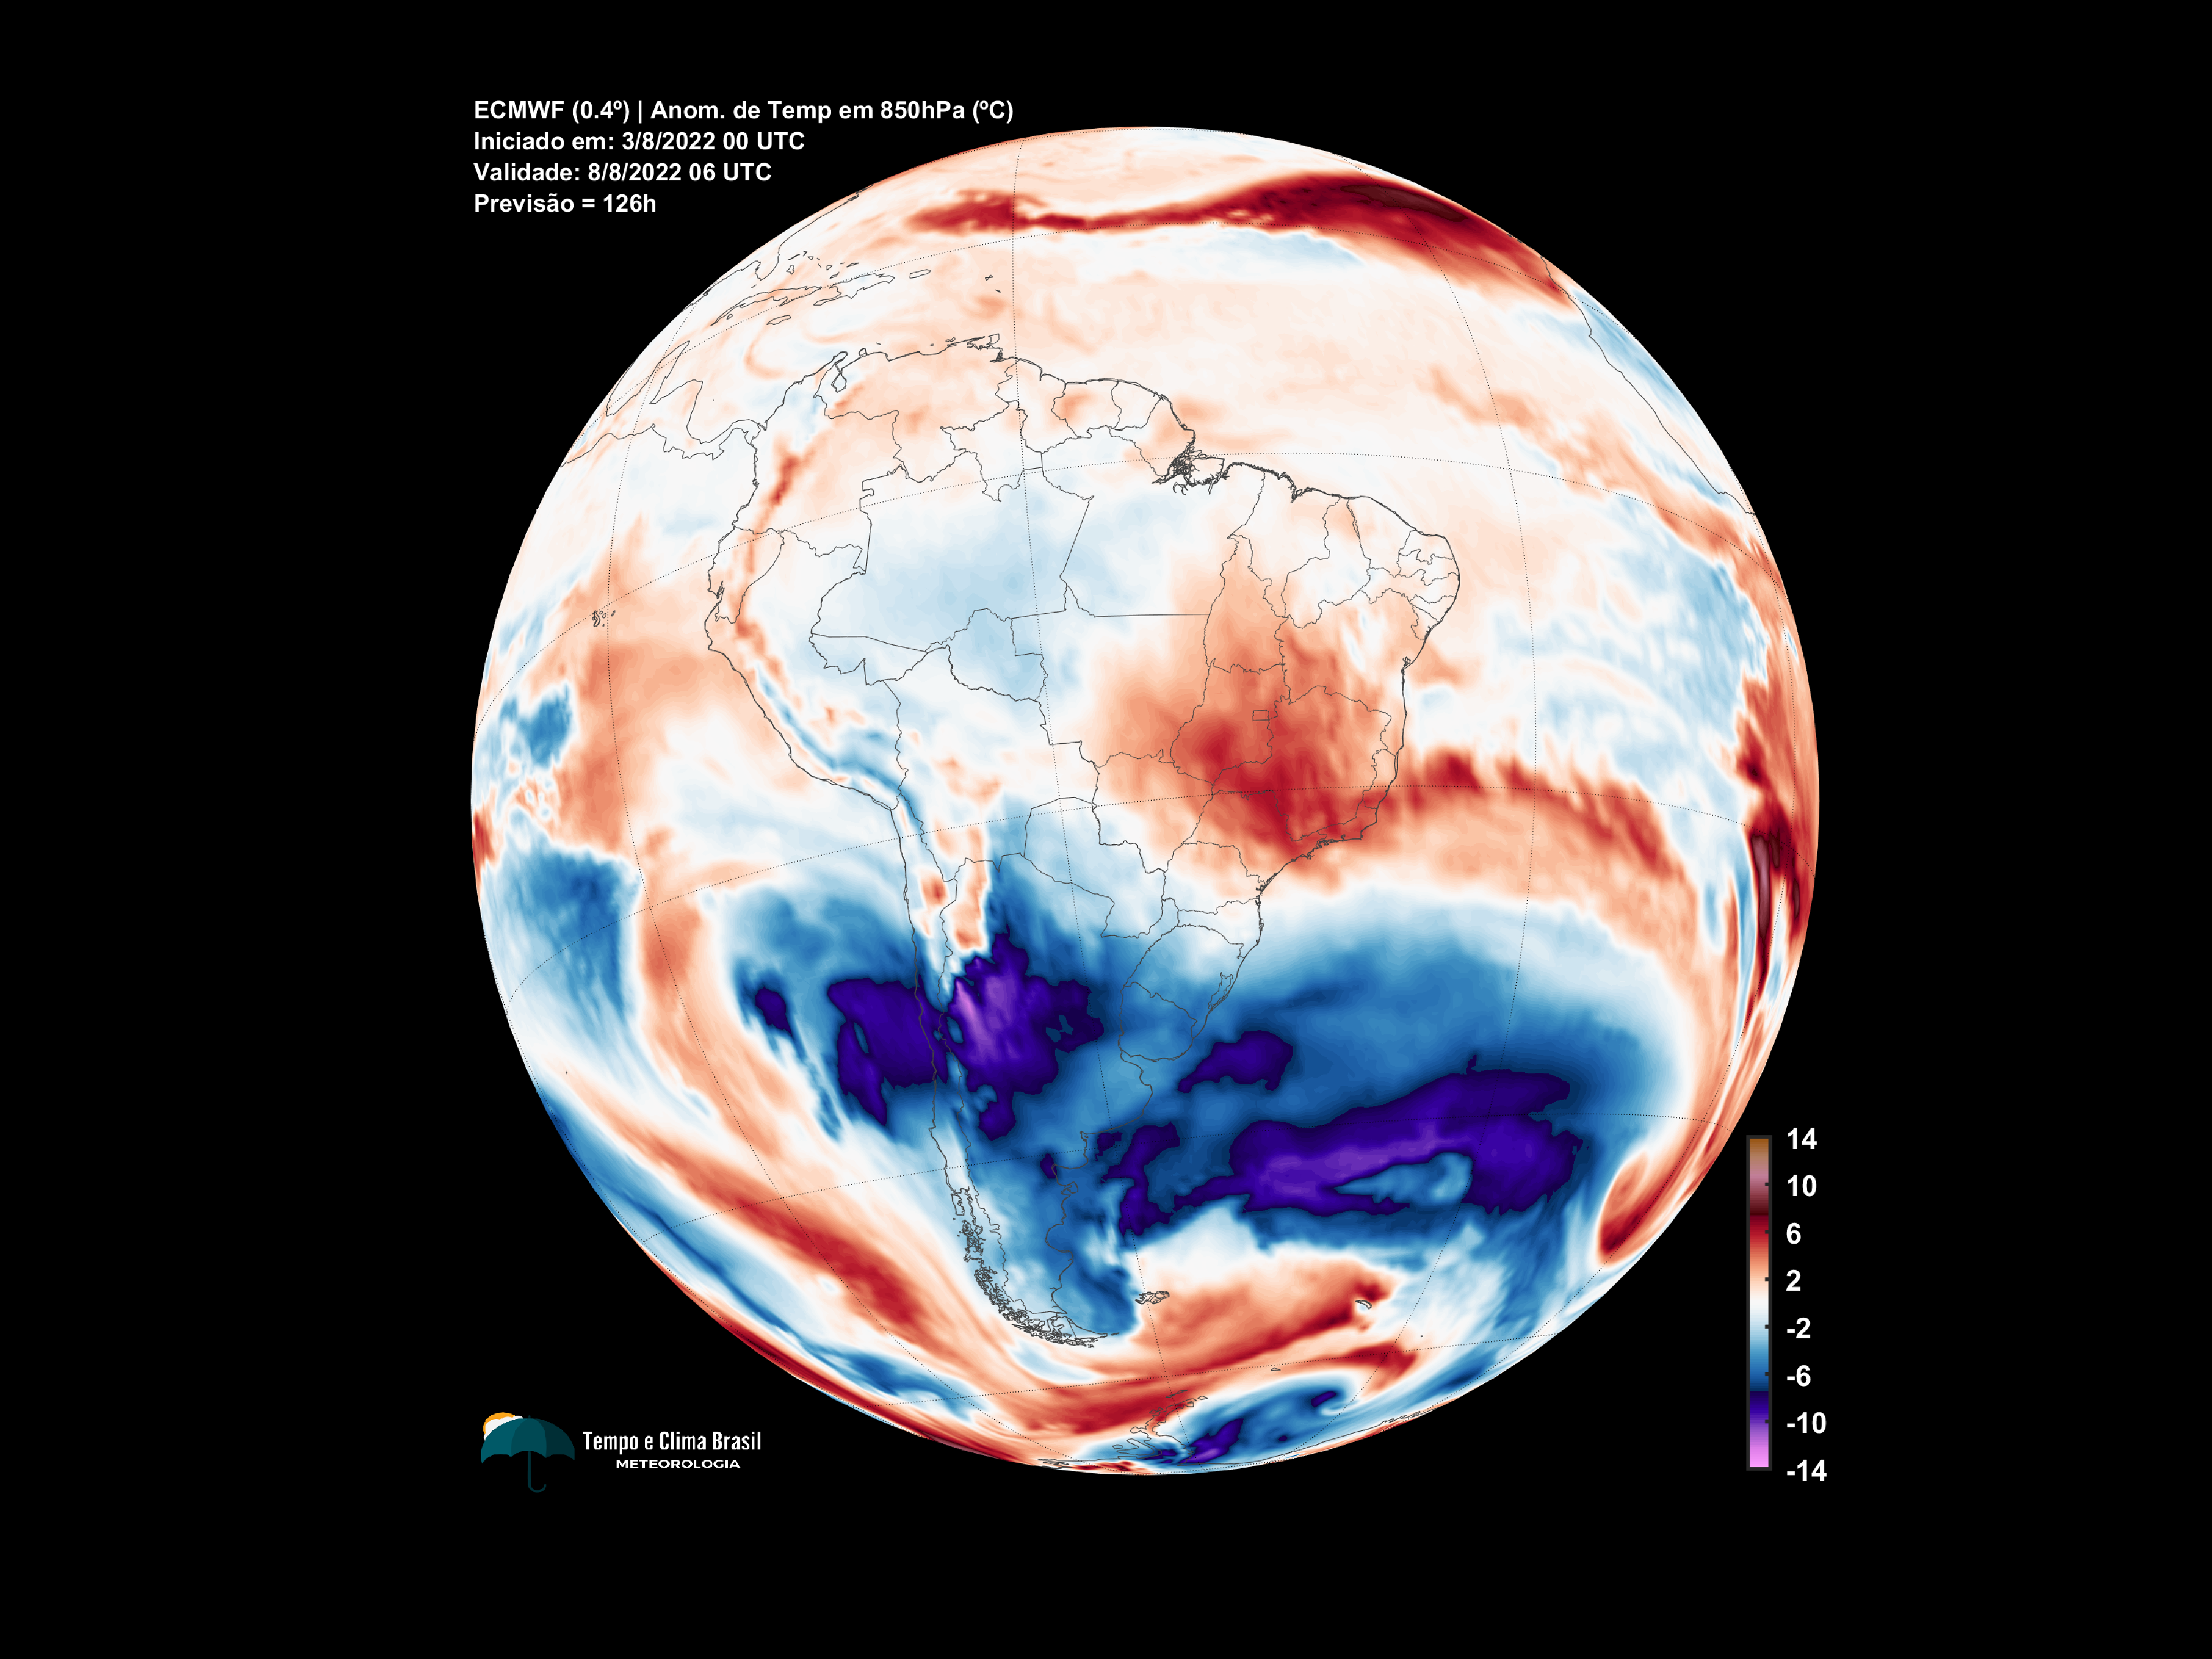 ECMWF (0.4º) | Anom. de Temp em 850hPa (ºC)
Iniciado em: 3/8/2022 00 UTC
Validade: 8/8/2022 06 UTC
Previsão = 126h
14
10
6
2
-2
-6
-10
-14
Tempo e Clima Brasil
METEOROLOGIA